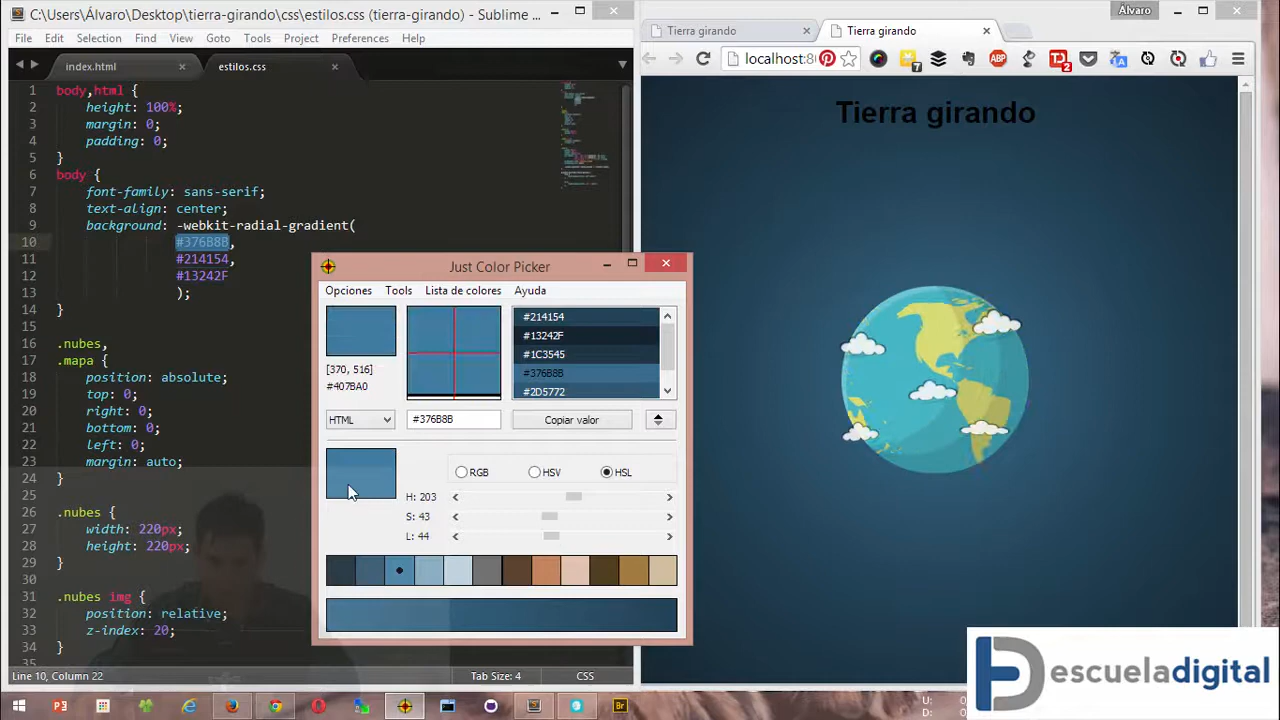 C:\Users\Álvaro\Desktop\tierra-girando\css\estilos.css (tierra-girando) - Sublime ...
Álvaro
File Edit Selection Find View Goto Tools Project Preferences Help
index.html
estilos.css
Tierra girando
Tierra girando
localhost:8
7
ABP
2
1 body,html {
2 height: 100%;
3 margin: 0;
4 padding: 0;
5 }
6 body {
7 font-family: sans-serif;
8 text-align: center;
9 background: -webkit-radial-gradient(
10 #376B8B,
11 #214154,
12 #13242F
13 );
14 }
15
16 .nubes,
17 .mapa {
18 position: absolute;
19 top: 0;
20 right: 0;
21 bottom: 0;
22 left: 0;
23 margin: auto;
24 }
25
26 .nubes {
27 width: 220px;
28 height: 220px;
29 }
30
31 .nubes img {
32 position: relative;
33 z-index: 20;
34 }
35
Line 10, Column 22
Tab Size: 4
CSS
Just Color Picker
Opciones Tools Lista de colores Ayuda
[370, 516]
#407BA0
#214154
#13242F
#1C3545
#376B8B
#2D5772
HTML
#376B8B
Copiar valor
RGB HSV HSL
H: 203
S: 43
L: 44
Tierra girando
escueladigital
Br
U:
D: